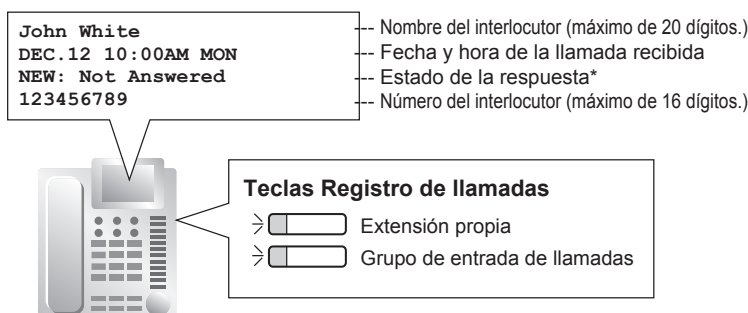 John White --- Nombre del interlocutor (máximo de 20 dígitos.)
DEC.12 10:00AM MON --- Fecha y hora de la llamada recibida
NEW: Not Answered --- Estado de la respuesta*
123456789 --- Número del interlocutor (máximo de 16 dígitos.)
Teclas Registro de llamadas
Extensión propia
Grupo de entrada de llamadas